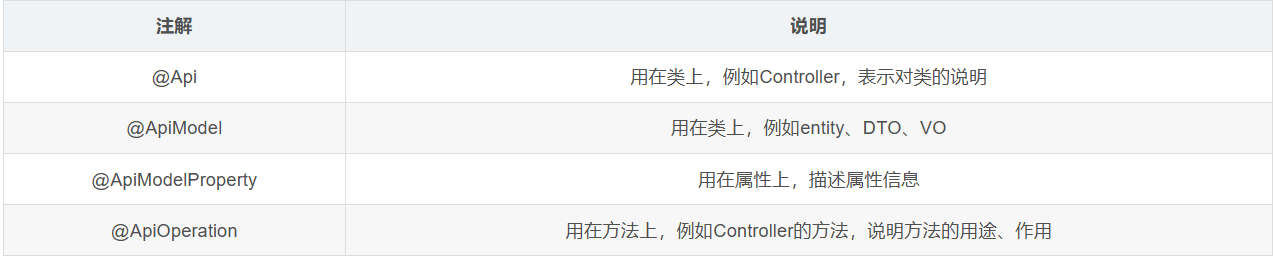 注解 说明
@Api 用在类上，例如Controller，表示对类的说明
@ApiModel 用在类上，例如entity、DTO、VO
@ApiModelProperty 用在属性上，描述属性信息
@ApiOperation 用在方法上，例如Controller的方法，说明方法的用途、作用